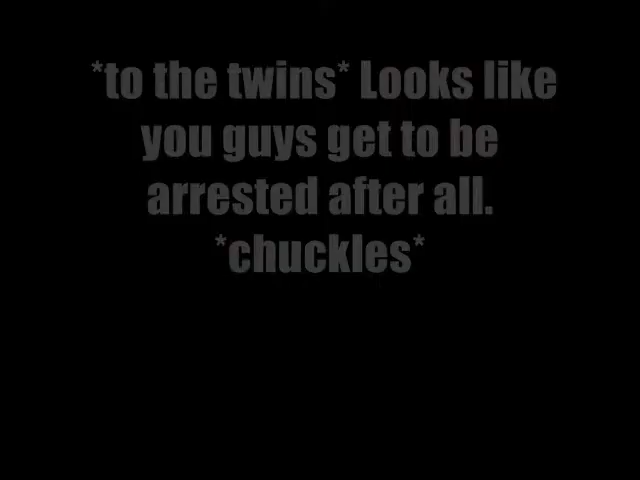 *to the twins* Looks like
you guys get to be
arrested after all.
*chuckles*